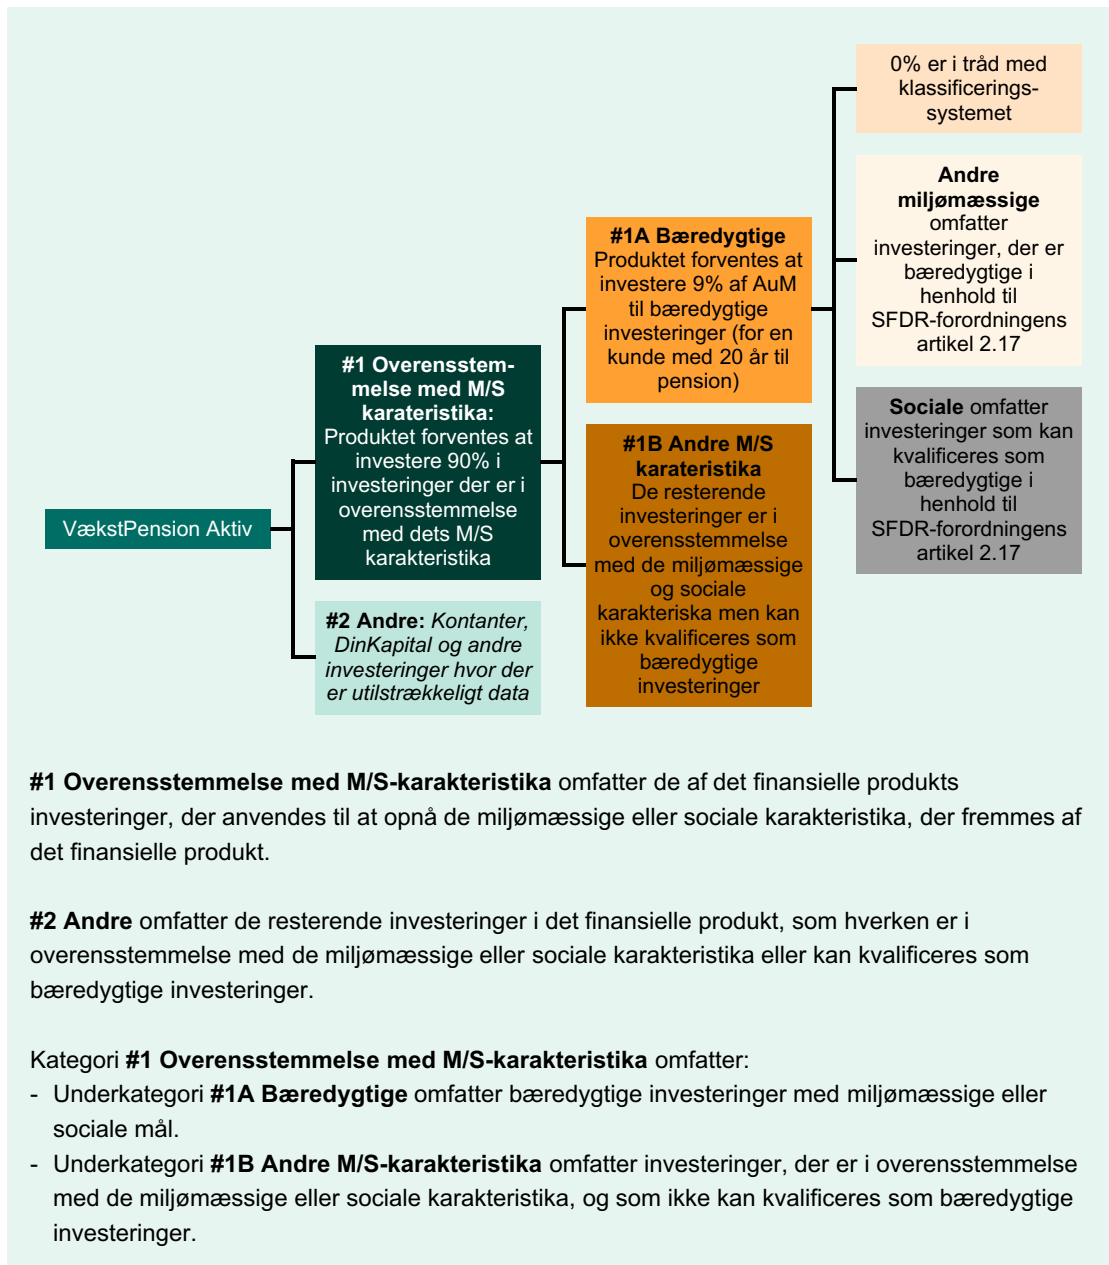 VækstPension Aktiv
#1 Overensstem-
melse med M/S
karateristika:
Produktet forventes at
investere 90% i
investeringer der er i
overensstemmelse
med dets M/S
karakteristika
#2 Andre: Kontanter,
DinKapital og andre
investeringer hvor der
er utilstrækkeligt data
#1A Bæredygtige
Produktet forventes at
investere 9% af AuM
til bæredygtige
investeringer (for en
kunde med 20 år til
pension)
#1B Andre M/S
karateristika
De resterende
investeringer er i
overensstemmelse
med de miljømæssige
og sociale
karakteriska men kan
ikke kvalificeres som
bæredygtige
investeringer
0% er i tråd med
klassificerings-
systemet
Andre
miljømæssige
omfatter
investeringer, der er
bæredygtige i
henhold til
SFDR-forordningens
artikel 2.17
Sociale omfatter
investeringer som kan
kvalificeres som
bæredygtige i
henhold til
SFDR-forordningens
artikel 2.17
#1 Overensstemmelse med M/S-karakteristika omfatter de af det finansielle produkts
investeringer, der anvendes til at opnå de miljømæssige eller sociale karakteristika, der fremmes af
det finansielle produkt.
#2 Andre omfatter de resterende investeringer i det finansielle produkt, som hverken er i
overensstemmelse med de miljømæssige eller sociale karakteristika eller kan kvalificeres som
bæredygtige investeringer.
Kategori #1 Overensstemmelse med M/S-karakteristika omfatter:
- Underkategori #1A Bæredygtige omfatter bæredygtige investeringer med miljømæssige eller
sociale mål.
- Underkategori #1B Andre M/S-karakteristika omfatter investeringer, der er i overensstemmelse
med de miljømæssige eller sociale karakteristika, og som ikke kan kvalificeres som bæredygtige
investeringer.